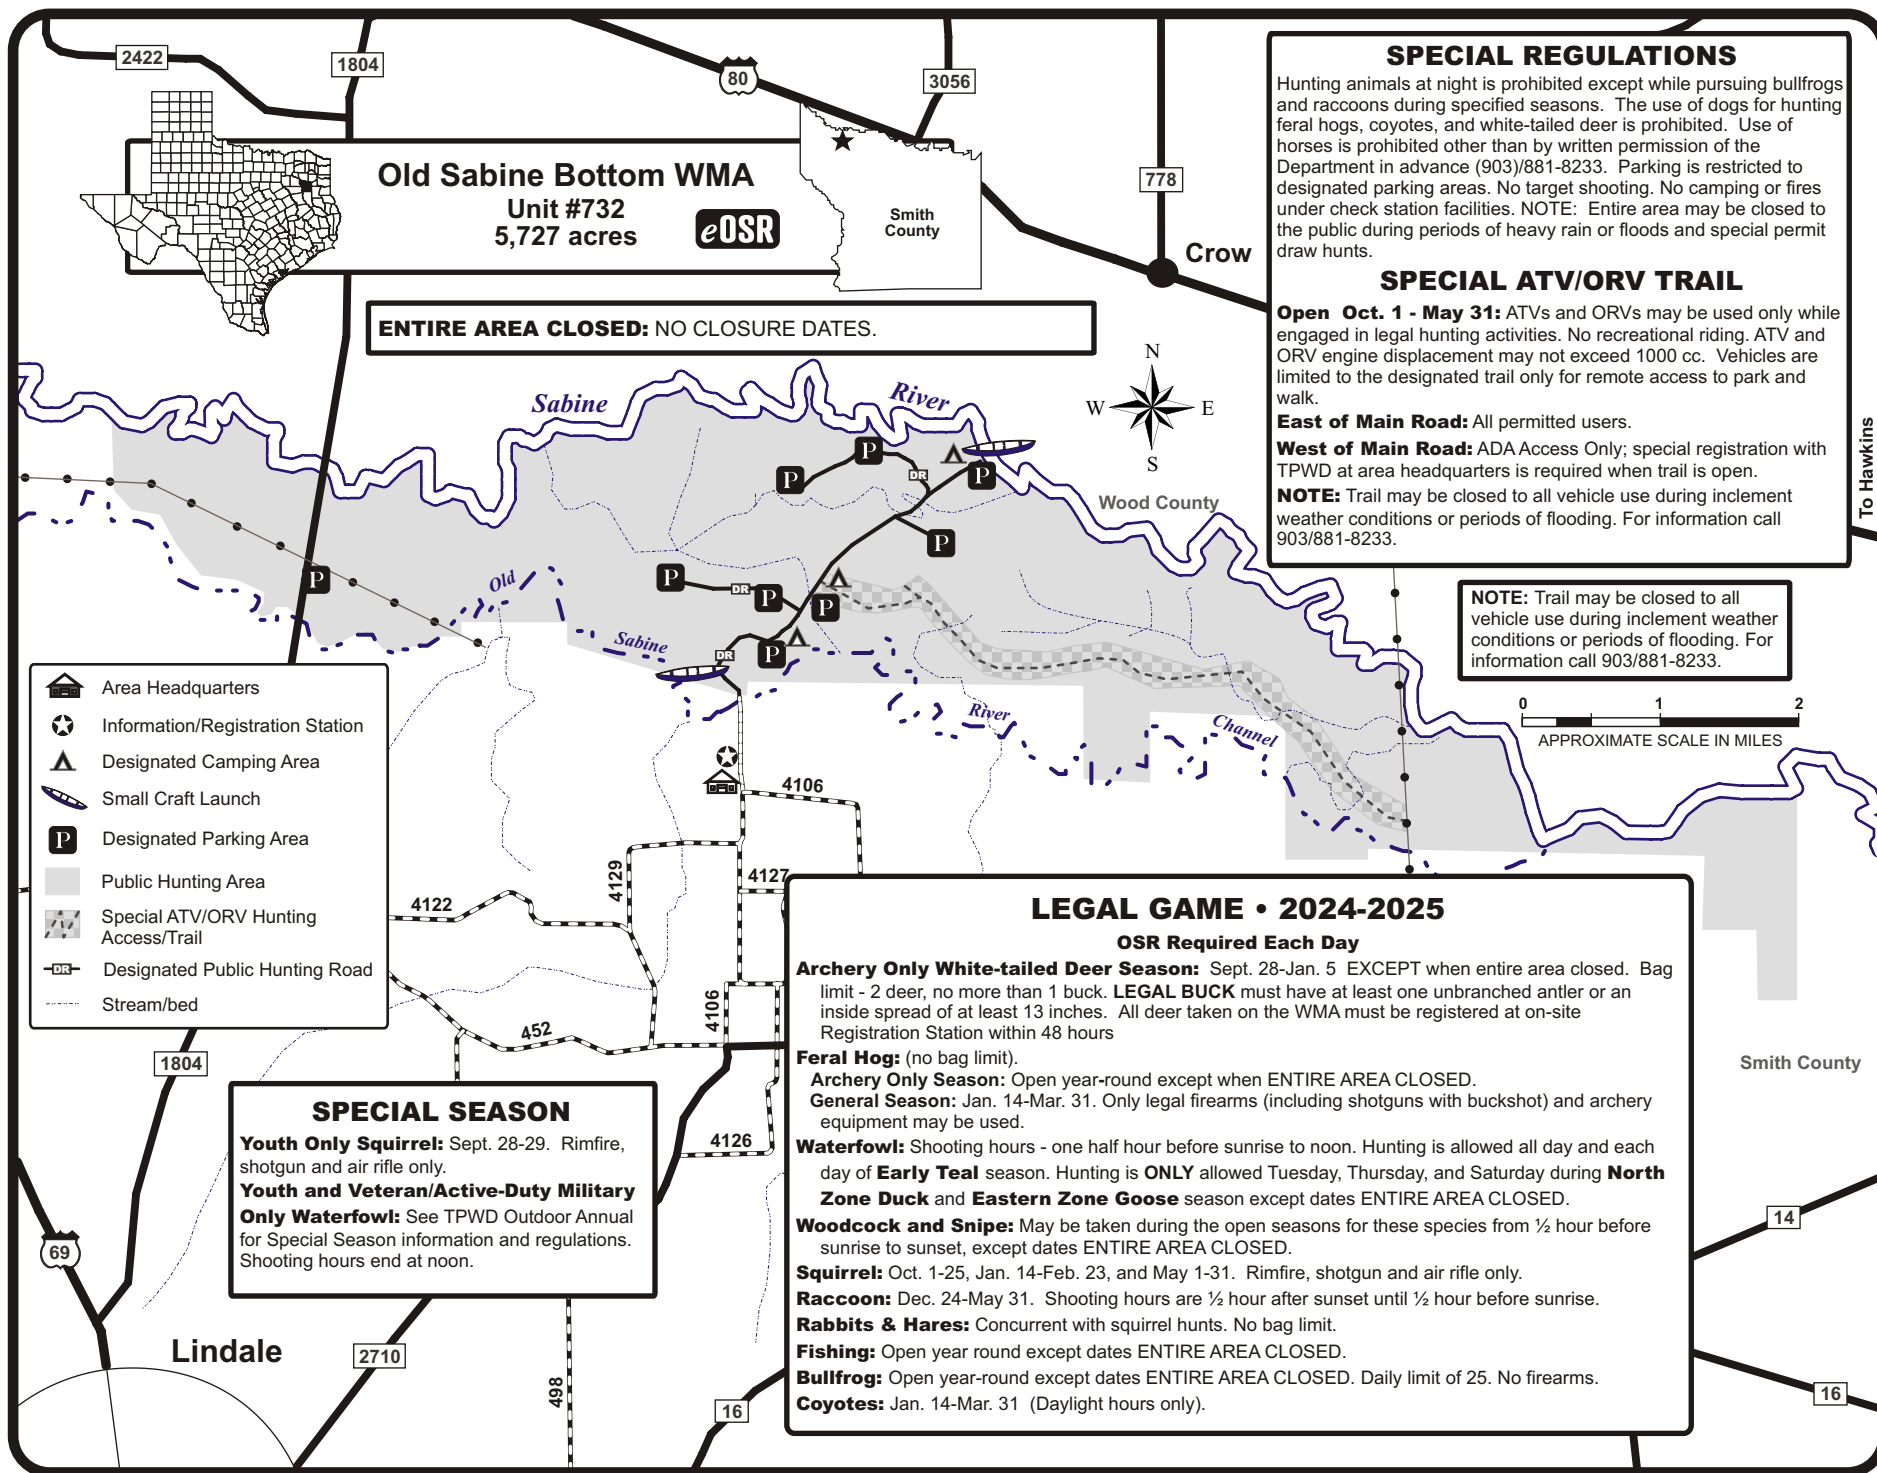 2422
1804
80
3056
778
Old Sabine Bottom WMA
Unit #732
5,727 acres
eOSR
Smith
County
Crow
ENTIRE AREA CLOSED: NO CLOSURE DATES.
SPECIAL REGULATIONS
Hunting animals at night is prohibited except while pursuing bullfrogs
and raccoons during specified seasons. The use of dogs for hunting
feral hogs, coyotes, and white-tailed deer is prohibited. Use of
horses is prohibited other than by written permission of the
Department in advance (903)/881-8233. Parking is restricted to
designated parking areas. No target shooting. No camping or fires
under check station facilities. NOTE: Entire area may be closed to
the public during periods of heavy rain or floods and special permit
draw hunts.
SPECIAL ATV/ORV TRAIL
Open Oct. 1 - May 31: ATVs and ORVs may be used only while
engaged in legal hunting activities. No recreational riding. ATV and
ORV engine displacement may not exceed 1000 cc. Vehicles are
limited to the designated trail only for remote access to park and
walk.
East of Main Road: All permitted users.
West of Main Road: ADA Access Only; special registration with
TPWD at area headquarters is required when trail is open.
NOTE: Trail may be closed to all vehicle use during inclement
weather conditions or periods of flooding. For information call
903/881-8233.
To Hawkins
N
W E
S
Sabine
River
Wood County
P
P
P
DR
P
P
P
DR
P
P
P
DR
Old
Sabine
River
Channel
NOTE: Trail may be closed to all
vehicle use during inclement weather
conditions or periods of flooding. For
information call 903/881-8233.
0 1 2
APPROXIMATE SCALE IN MILES
Area Headquarters
Information/Registration Station
Designated Camping Area
Small Craft Launch
P Designated Parking Area
Public Hunting Area
Special ATV/ORV Hunting
Access/Trail
DR Designated Public Hunting Road
Stream/bed
4106
4127
4129
4122
4106
452
1804
4126
69
Lindale
2710
498
16
14
16
Smith County
SPECIAL SEASON
Youth Only Squirrel: Sept. 28-29. Rimfire,
shotgun and air rifle only.
Youth and Veteran/Active-Duty Military
Only Waterfowl: See TPWD Outdoor Annual
for Special Season information and regulations.
Shooting hours end at noon.
LEGAL GAME • 2024-2025
OSR Required Each Day
Archery Only White-tailed Deer Season: Sept. 28-Jan. 5 EXCEPT when entire area closed. Bag
limit - 2 deer, no more than 1 buck. LEGAL BUCK must have at least one unbranched antler or an
inside spread of at least 13 inches. All deer taken on the WMA must be registered at on-site
Registration Station within 48 hours
Feral Hog: (no bag limit).
Archery Only Season: Open year-round except when ENTIRE AREA CLOSED.
General Season: Jan. 14-Mar. 31. Only legal firearms (including shotguns with buckshot) and archery
equipment may be used.
Waterfowl: Shooting hours - one half hour before sunrise to noon. Hunting is allowed all day and each
day of Early Teal season. Hunting is ONLY allowed Tuesday, Thursday, and Saturday during North
Zone Duck and Eastern Zone Goose season except dates ENTIRE AREA CLOSED.
Woodcock and Snipe: May be taken during the open seasons for these species from ½ hour before
sunrise to sunset, except dates ENTIRE AREA CLOSED.
Squirrel: Oct. 1-25, Jan. 14-Feb. 23, and May 1-31. Rimfire, shotgun and air rifle only.
Raccoon: Dec. 24-May 31. Shooting hours are ½ hour after sunset until ½ hour before sunrise.
Rabbits & Hares: Concurrent with squirrel hunts. No bag limit.
Fishing: Open year round except dates ENTIRE AREA CLOSED.
Bullfrog: Open year-round except dates ENTIRE AREA CLOSED. Daily limit of 25. No firearms.
Coyotes: Jan. 14-Mar. 31 (Daylight hours only).